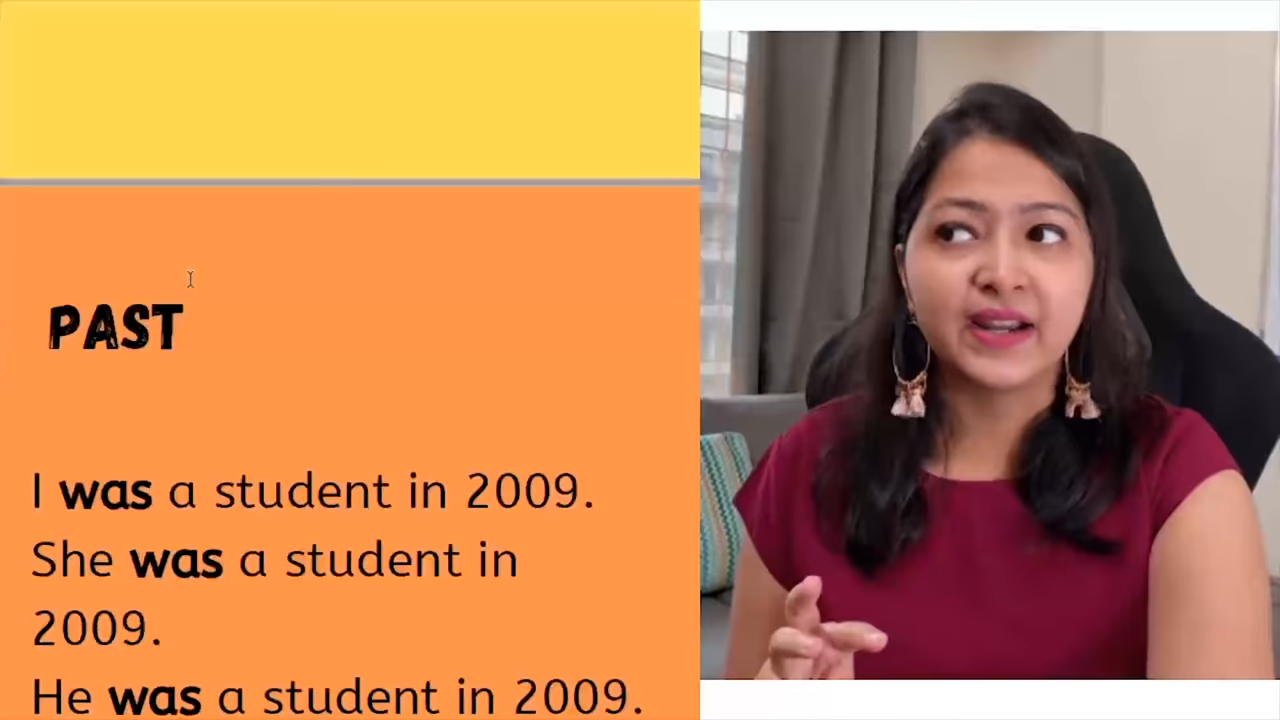 PAST
I was a student in 2009.
She was a student in
2009.
He was a student in 2009.